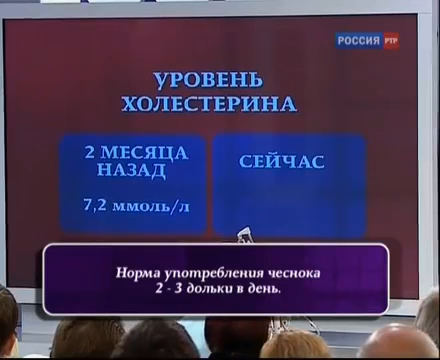 РОССИЯ РТР
УРОВЕНЬ
ХОЛЕСТЕРИНА
2 МЕСЯЦА
НАЗАД
7,2 ммоль/л
СЕЙЧАС
Норма употребления чеснока
2 - 3 дольки в день.